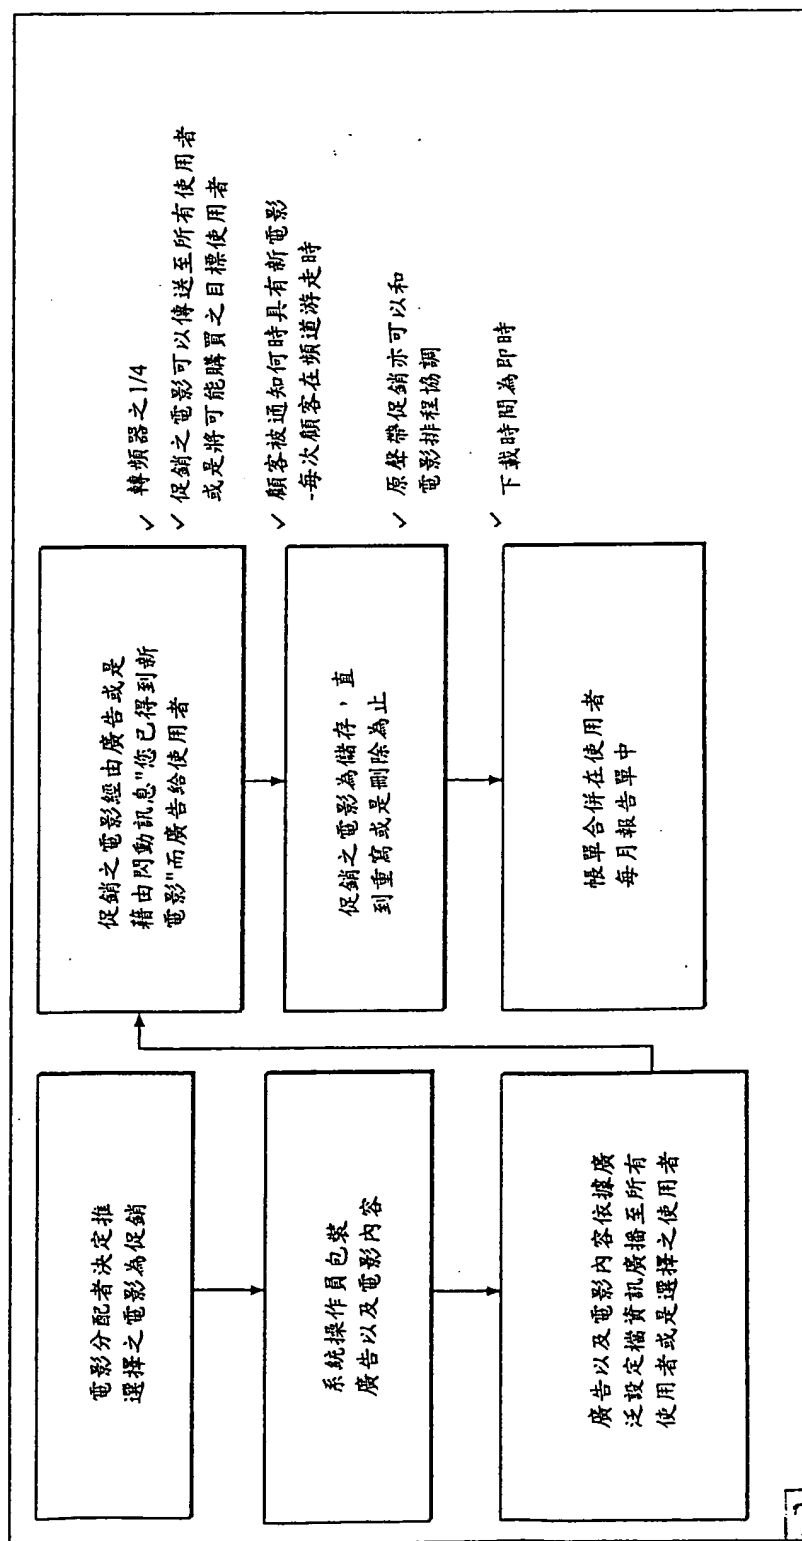 電影分配者決定推
選擇之電影為促銷
系統操作員包裝
廣告以及電影內容
廣告以及電影內容依據廣
泛設定檔資訊廣播至所有
使用者或是選擇之使用者
促銷之電影經由廣告或是
藉由閃動訊息"您已得到新
電影"而廣告給使用者
促銷之電影為儲存，直
到重寫或是刪除為止
帳單合併在使用者
每月報告單中
✓ 轉頻器之1/4
✓ 促銷之電影可以傳送至所有使用者
或是將可能購買之目標使用者
✓ 顧客被通知何時具有新電影
-每次顧客在頻道游走時
✓ 原聲帶促銷亦可以和
電影排程協調
✓ 下載時間為即時